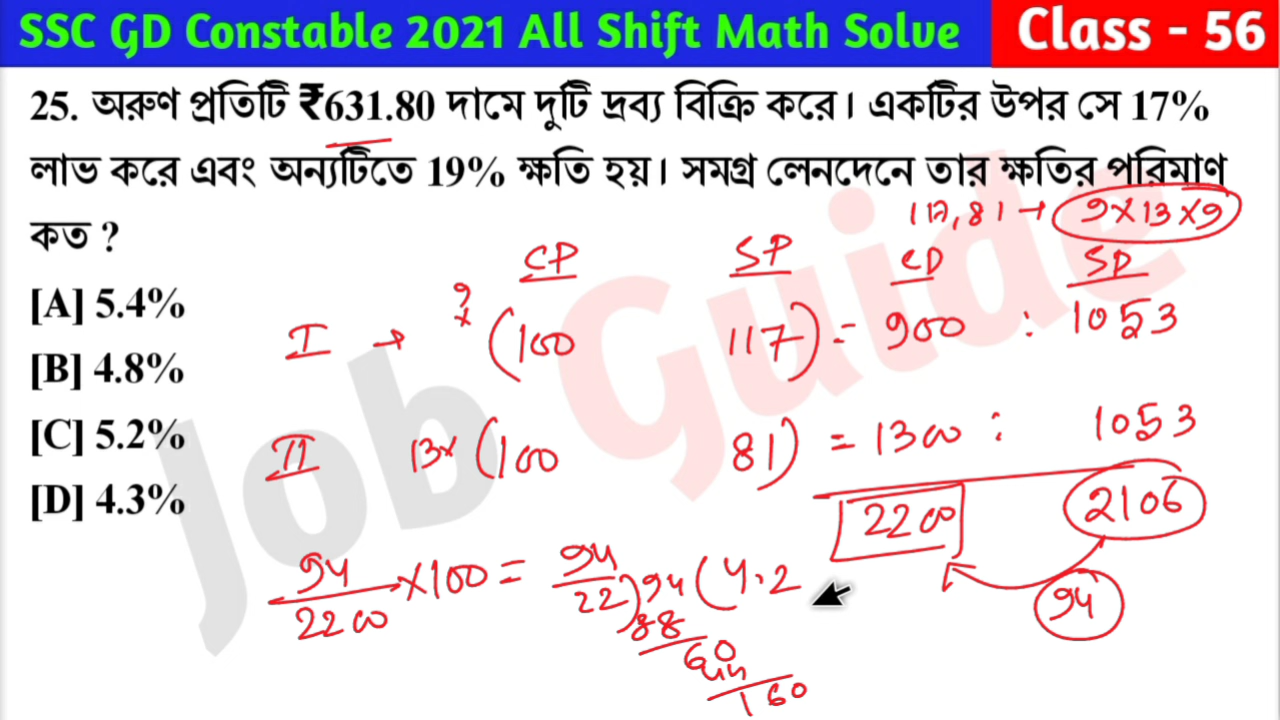 SSC GD Constable 2021 All Shift Math Solve Class - 56
25. অরুণ প্রতিটি ₹631.80 দামে দুটি দ্রব্য বিক্রি করে। একটির উপর সে 17%
লাভ করে এবং অন্যটিতে 19% ক্ষতি হয়। সমগ্র লেনদেনে তার ক্ষতির পরিমাণ
কত ?
117, 81 → 9×13×9
CP SP CP SP
[A] 5.4%
I → 9× (100 117) = 900 : 1053
[B] 4.8%
[C] 5.2%
II 13× (100 81) = 1300 : 1053
[D] 4.3%
2200 2106
94/2200 ×100 = 94/22 22)94(4.2
88
60
44
160
94
Job Guide